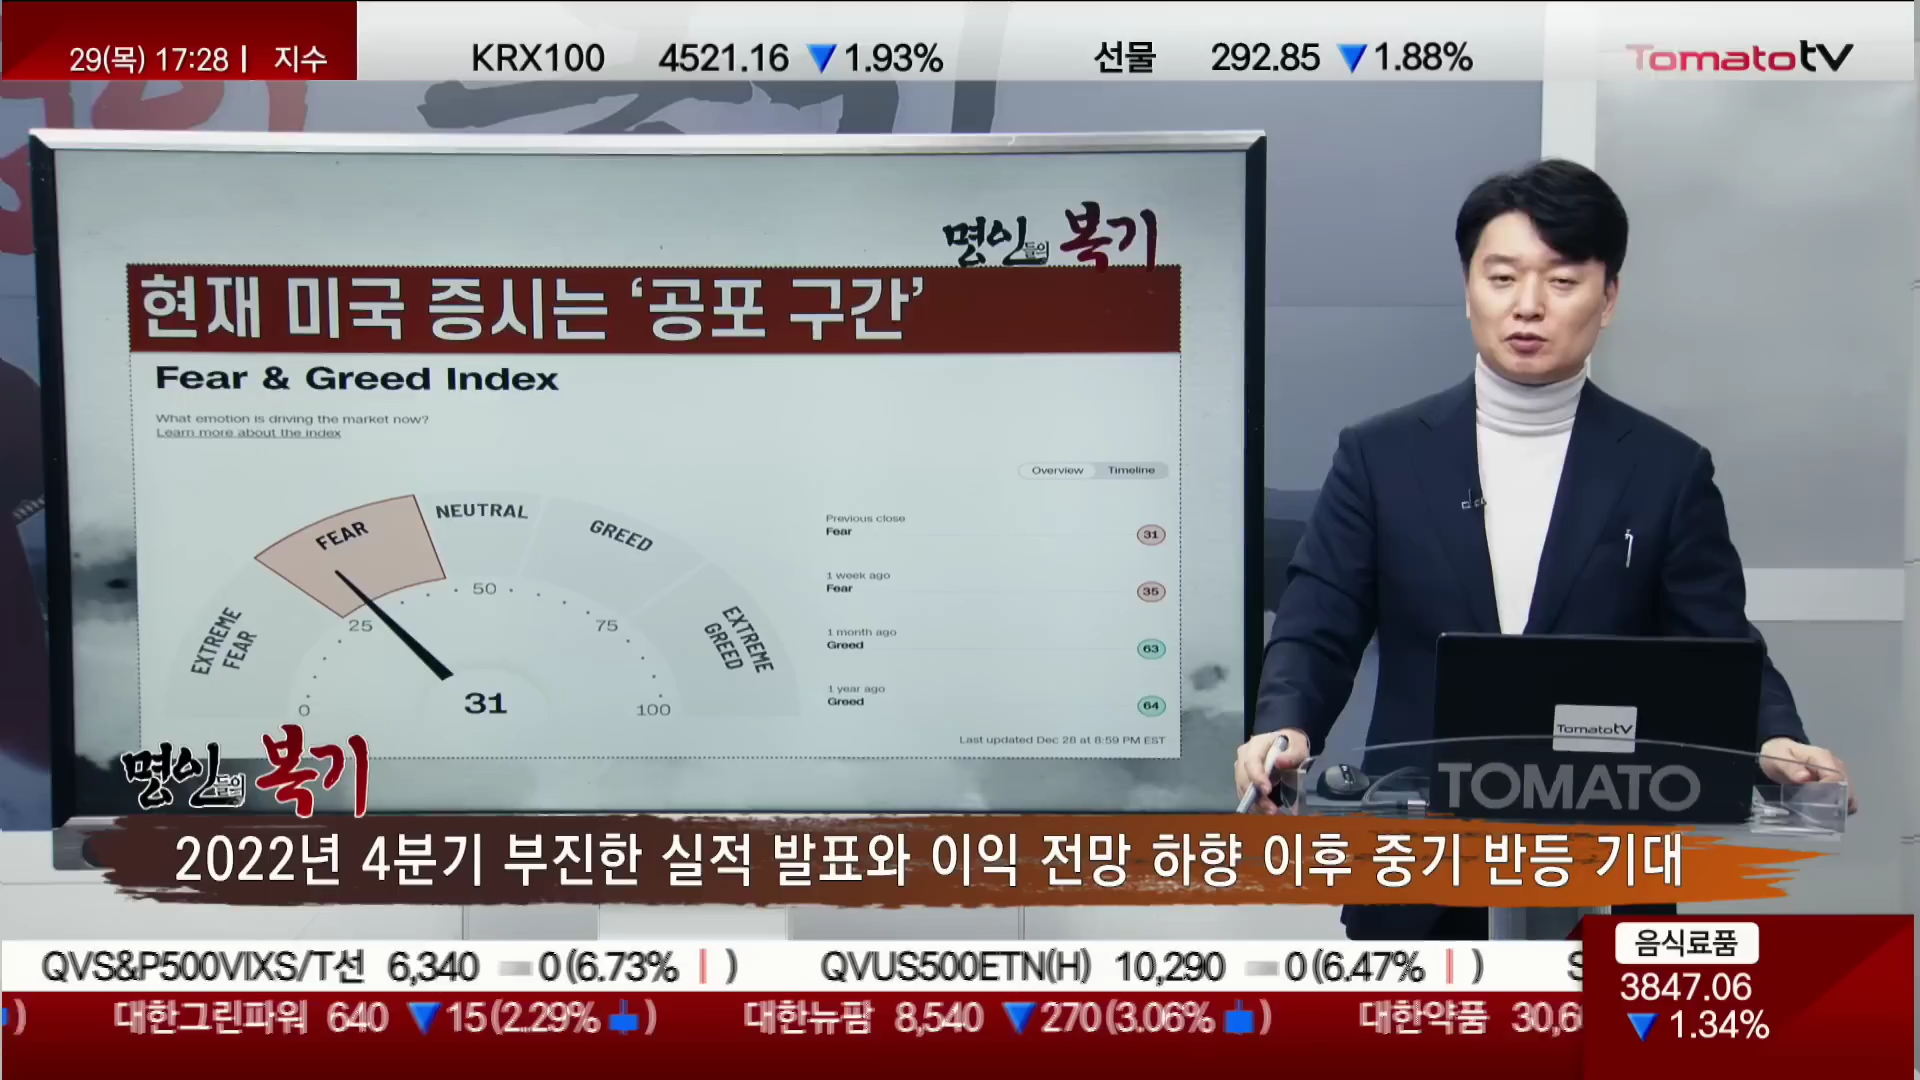 29(목) 17:28 | 지수 KRX100 4521.16 ▼1.93% 선물 292.85 ▼1.88% TomatotV
명인들의 복기
현재 미국 증시는 ‘공포 구간’
Fear & Greed Index
What emotion is driving the market now?
Learn more about the index
Overview Timeline
EXTREME FEAR
FEAR
NEUTRAL
GREED
EXTREME GREED
0
25
50
75
100
31
Previous close
Fear 31
1 week ago
Fear 35
1 month ago
Greed 63
1 year ago
Greed 64
Last updated Dec 28 at 8:59 PM EST
TomatotV
TOMATO
명인들의 복기
2022년 4분기 부진한 실적 발표와 이익 전망 하향 이후 중기 반등 기대
QVS&P500VIXS/T선 6,340 0(6.73% ) QVUS500ETN(H) 10,290 0(6.47% ) S
) 대한그린파워 640 ▼15(2.29% ) 대한뉴팜 8,540 ▼270(3.06% ) 대한약품 30,6
음식료품
3847.06
▼1.34%